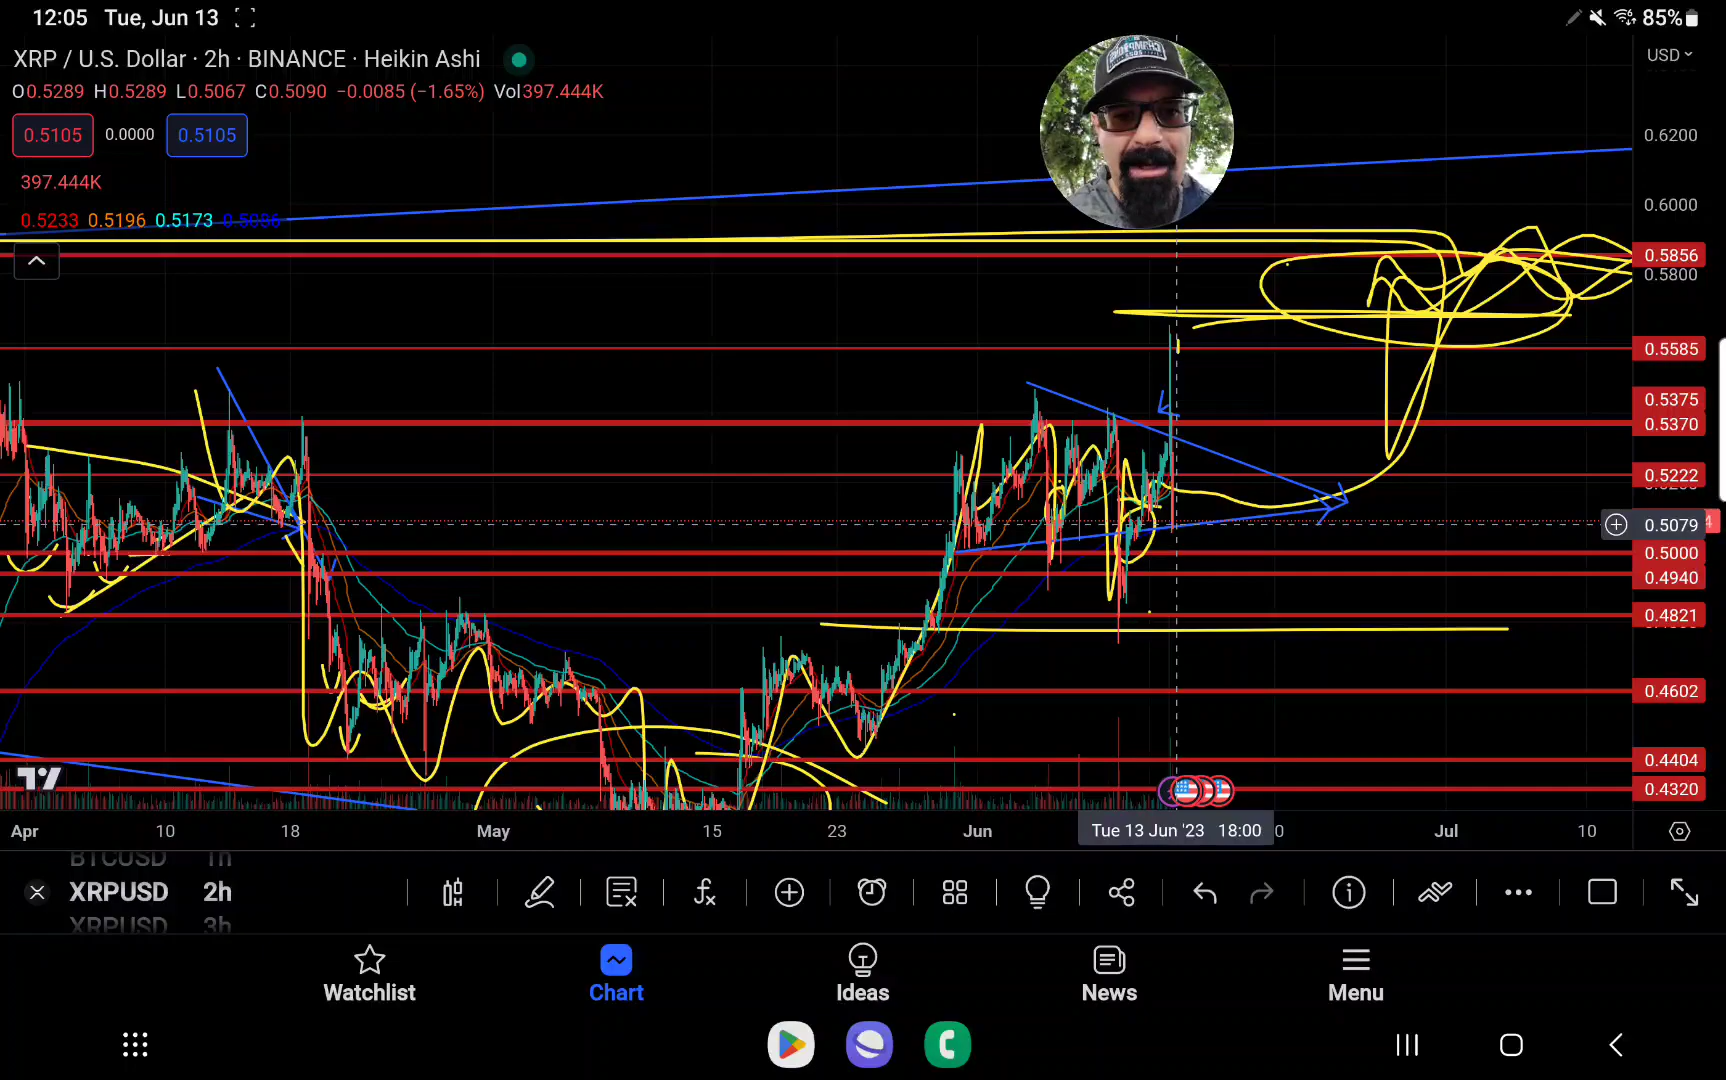 12:05 Tue, Jun 13 85%
XRP / U.S. Dollar · 2h · BINANCE · Heikin Ashi
USD
O0.5289 H0.5289 L0.5067 C0.5090 −0.0085 (−1.65%) Vol397.444K
0.5105 0.0000 0.5105
397.444K
0.5233 0.5196 0.5173 0.5086
0.6200
0.6000
0.5856
0.5800
0.5585
0.5375
0.5370
0.5222
0.5079
0.5000
0.4940
0.4821
0.4602
0.4404
0.4320
Apr 10 18 May 15 23 Jun Tue 13 Jun '23 18:00 0 Jul 10
BTCUSD 1h
XRPUSD 2h
XRPUSD 3h
Watchlist Chart Ideas News Menu